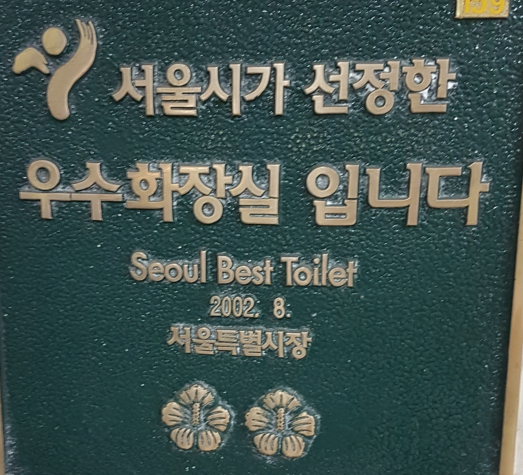 159
서울시가 선정한
우수화장실 입니다
Seoul Best Toilet
2002. 8.
서울특별시장